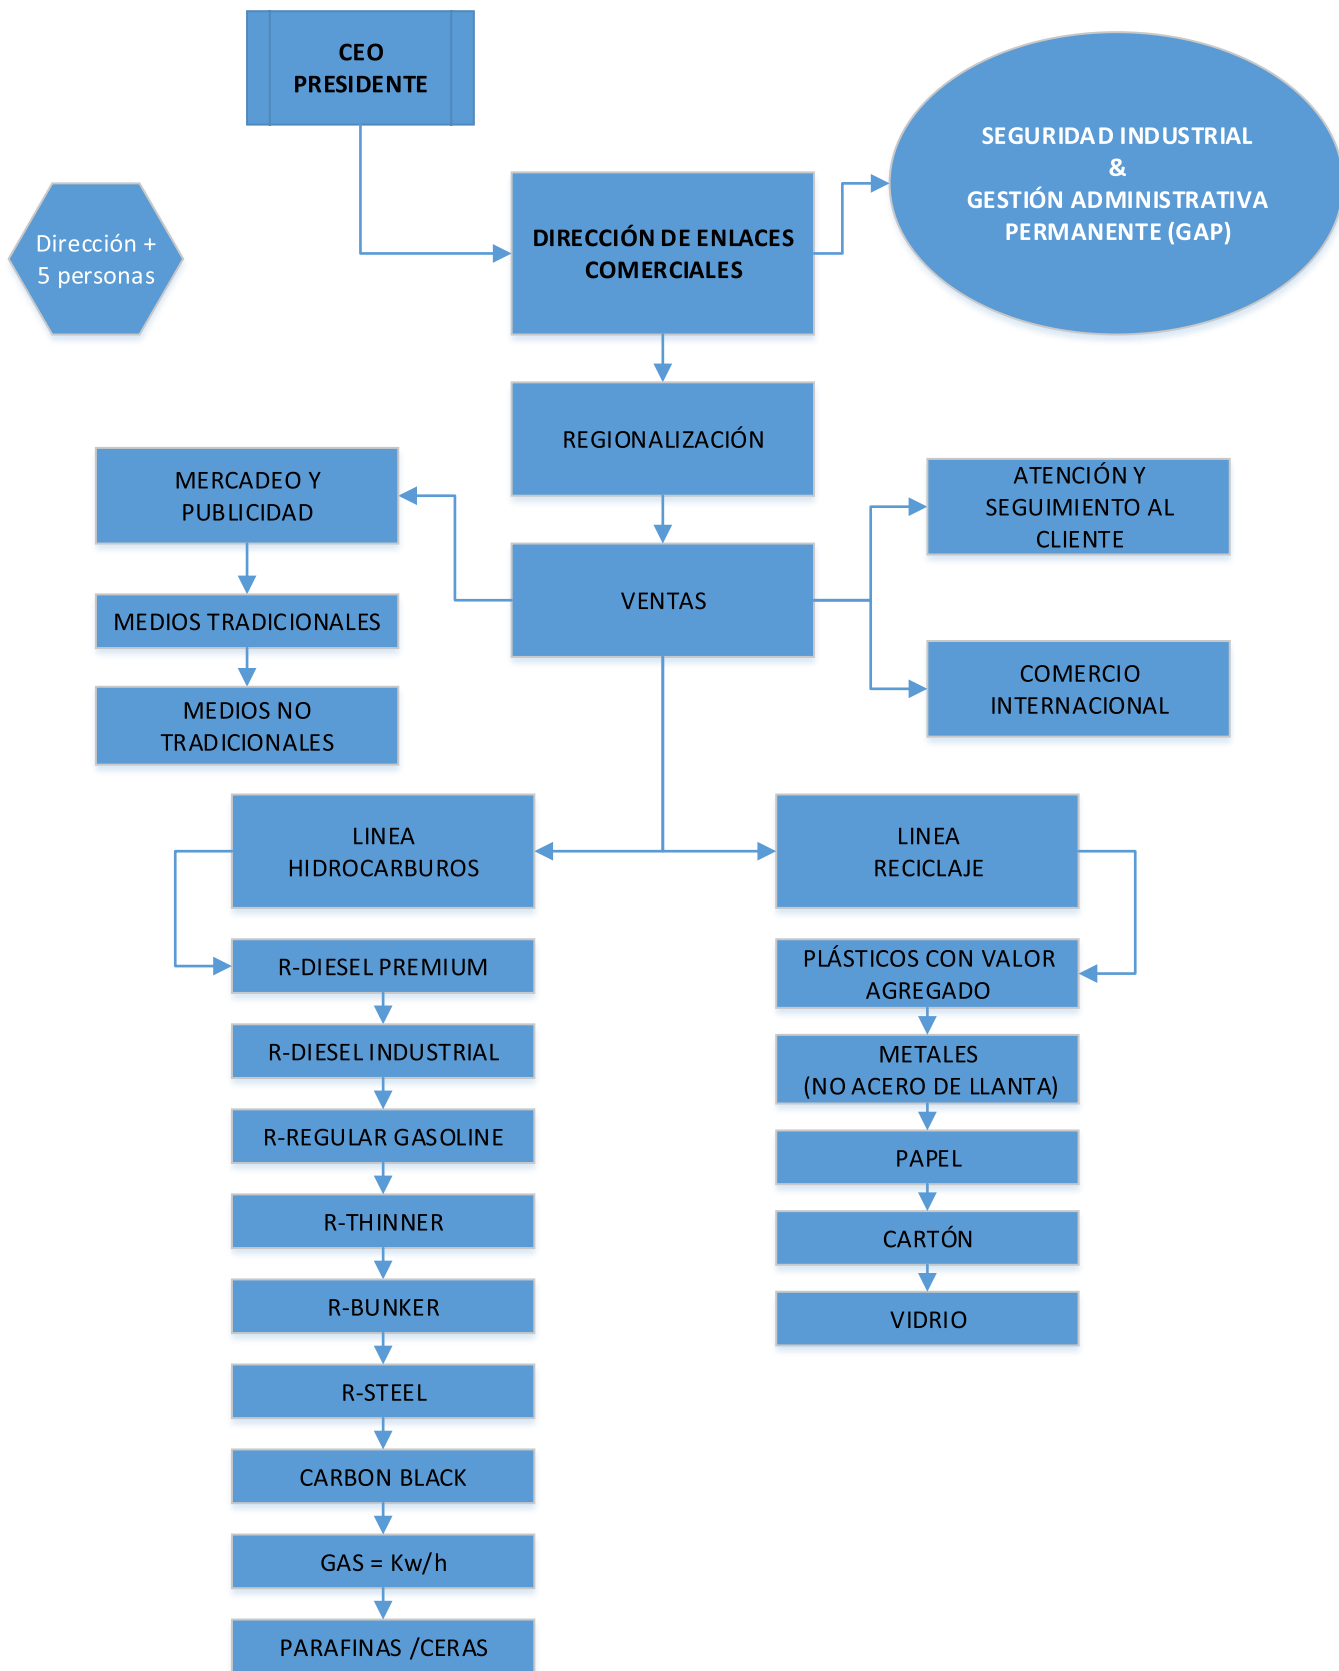 CEO
PRESIDENTE
SEGURIDAD INDUSTRIAL
&
GESTIÓN ADMINISTRATIVA
PERMANENTE (GAP)
Dirección +
5 personas
DIRECCIÓN DE ENLACES
COMERCIALES
REGIONALIZACIÓN
MERCADEO Y
PUBLICIDAD
ATENCIÓN Y
SEGUIMIENTO AL
CLIENTE
VENTAS
MEDIOS TRADICIONALES
COMERCIO
INTERNACIONAL
MEDIOS NO
TRADICIONALES
LINEA
HIDROCARBUROS
LINEA
RECICLAJE
R-DIESEL PREMIUM
R-DIESEL INDUSTRIAL
R-REGULAR GASOLINE
R-THINNER
R-BUNKER
R-STEEL
CARBON BLACK
GAS = Kw/h
PARAFINAS /CERAS
PLÁSTICOS CON VALOR
AGREGADO
METALES
(NO ACERO DE LLANTA)
PAPEL
CARTÓN
VIDRIO